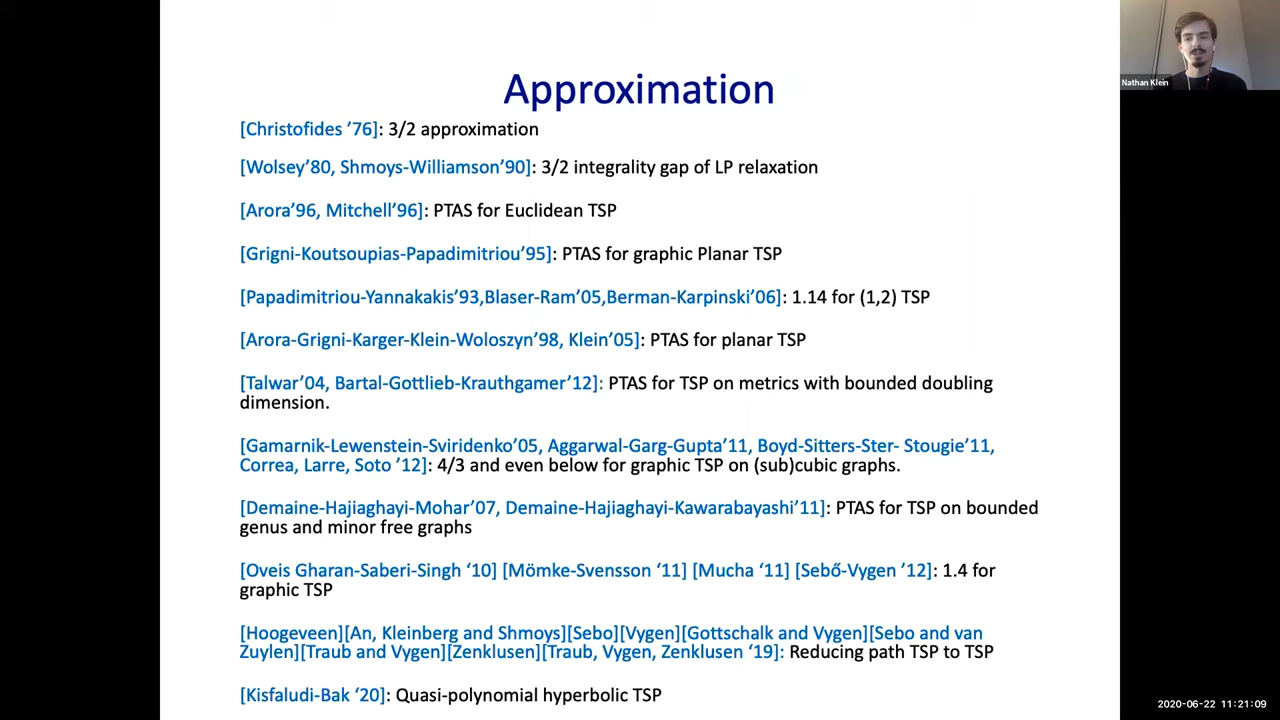 Approximation
[Christofides ’76]: 3/2 approximation
[Wolsey’80, Shmoys-Williamson’90]: 3/2 integrality gap of LP relaxation
[Arora’96, Mitchell’96]: PTAS for Euclidean TSP
[Grigni-Koutsoupias-Papadimitriou’95]: PTAS for graphic Planar TSP
[Papadimitriou-Yannakakis’93,Blaser-Ram’05,Berman-Karpinski’06]: 1.14 for (1,2) TSP
[Arora-Grigni-Karger-Klein-Woloszyn’98, Klein’05]: PTAS for planar TSP
[Talwar’04, Bartal-Gottlieb-Krauthgamer’12]: PTAS for TSP on metrics with bounded doubling
dimension.
[Gamarnik-Lewenstein-Sviridenko’05, Aggarwal-Garg-Gupta’11, Boyd-Sitters-Ster- Stougie’11,
Correa, Larre, Soto ’12]: 4/3 and even below for graphic TSP on (sub)cubic graphs.
[Demaine-Hajiaghayi-Mohar’07, Demaine-Hajiaghayi-Kawarabayashi’11]: PTAS for TSP on bounded
genus and minor free graphs
[Oveis Gharan-Saberi-Singh ‘10] [Mömke-Svensson ‘11] [Mucha ‘11] [Sebő-Vygen ’12]: 1.4 for
graphic TSP
[Hoogeveen][An, Kleinberg and Shmoys][Sebo][Vygen][Gottschalk and Vygen][Sebo and van
Zuylen][Traub and Vygen][Zenklusen][Traub, Vygen, Zenklusen ‘19]: Reducing path TSP to TSP
[Kisfaludi-Bak ‘20]: Quasi-polynomial hyperbolic TSP
Nathan Klein
2020-06-22 11:21:09